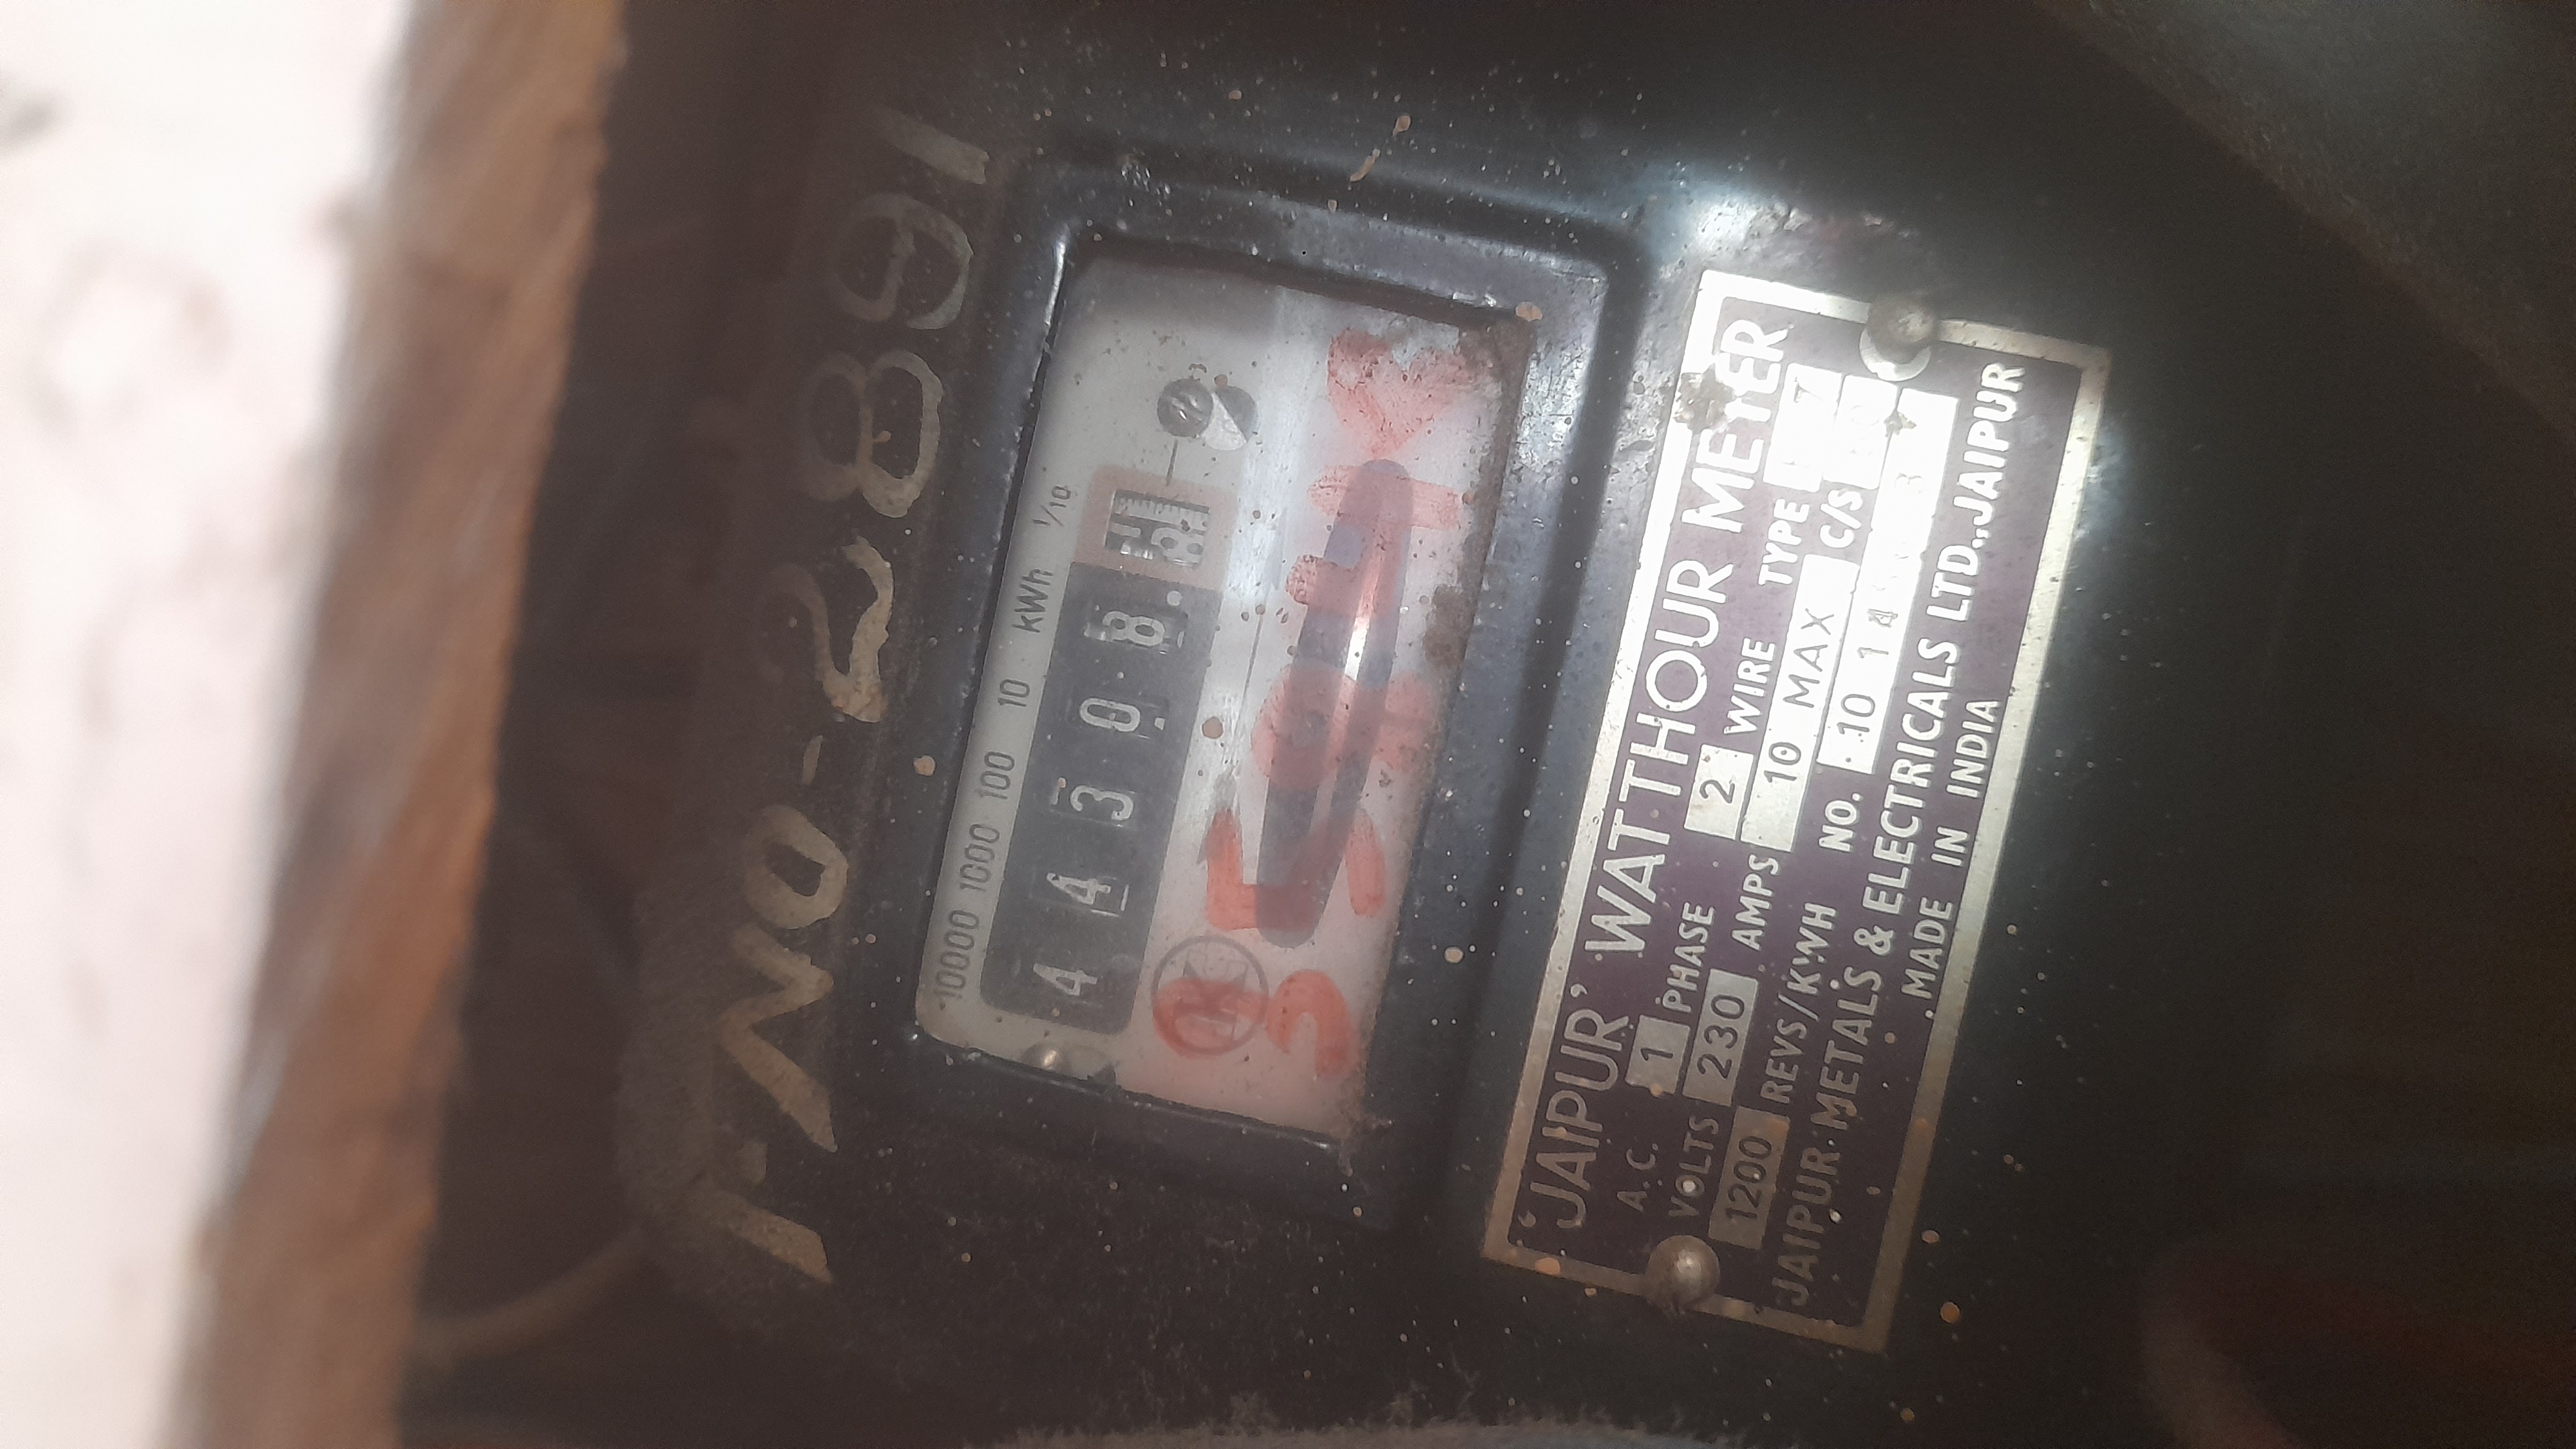 T-NO-2891
10000 1000 100 10 kWh 1/10
4 4 3 0 8.
'JAIPUR' WATTHOUR METER
A.C. 1 PHASE 2 WIRE TYPE
VOLTS 230 AMPS 10 MAX C/S
1200 REVS/KWH NO. 10 14
JAIPUR METALS & ELECTRICALS LTD., JAIPUR
MADE IN INDIA